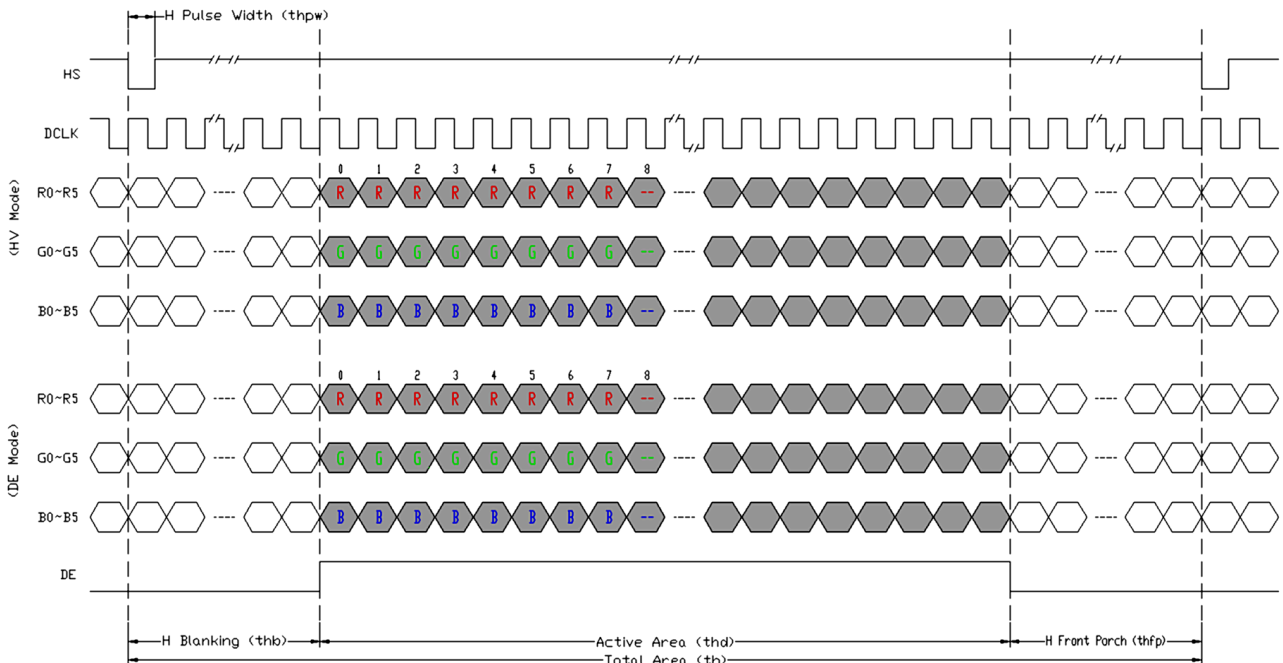 H Pulse Width (thpw)
HS
DCLK
(HV Mode)
0 1 2 3 4 5 6 7 8
R0~R5 R R R R R R R R -- ----
G0~G5 G G G G G G G G -- ----
B0~B5 B B B B B B B B -- ----
(DE Mode)
0 1 2 3 4 5 6 7 8
R0~R5 R R R R R R R R -- ----
G0~G5 G G G G G G G G -- ----
B0~B5 B B B B B B B B -- ----
DE
H Blanking (thb) Active Area (thd) H Front Porch (thfp)
Total Area (th)